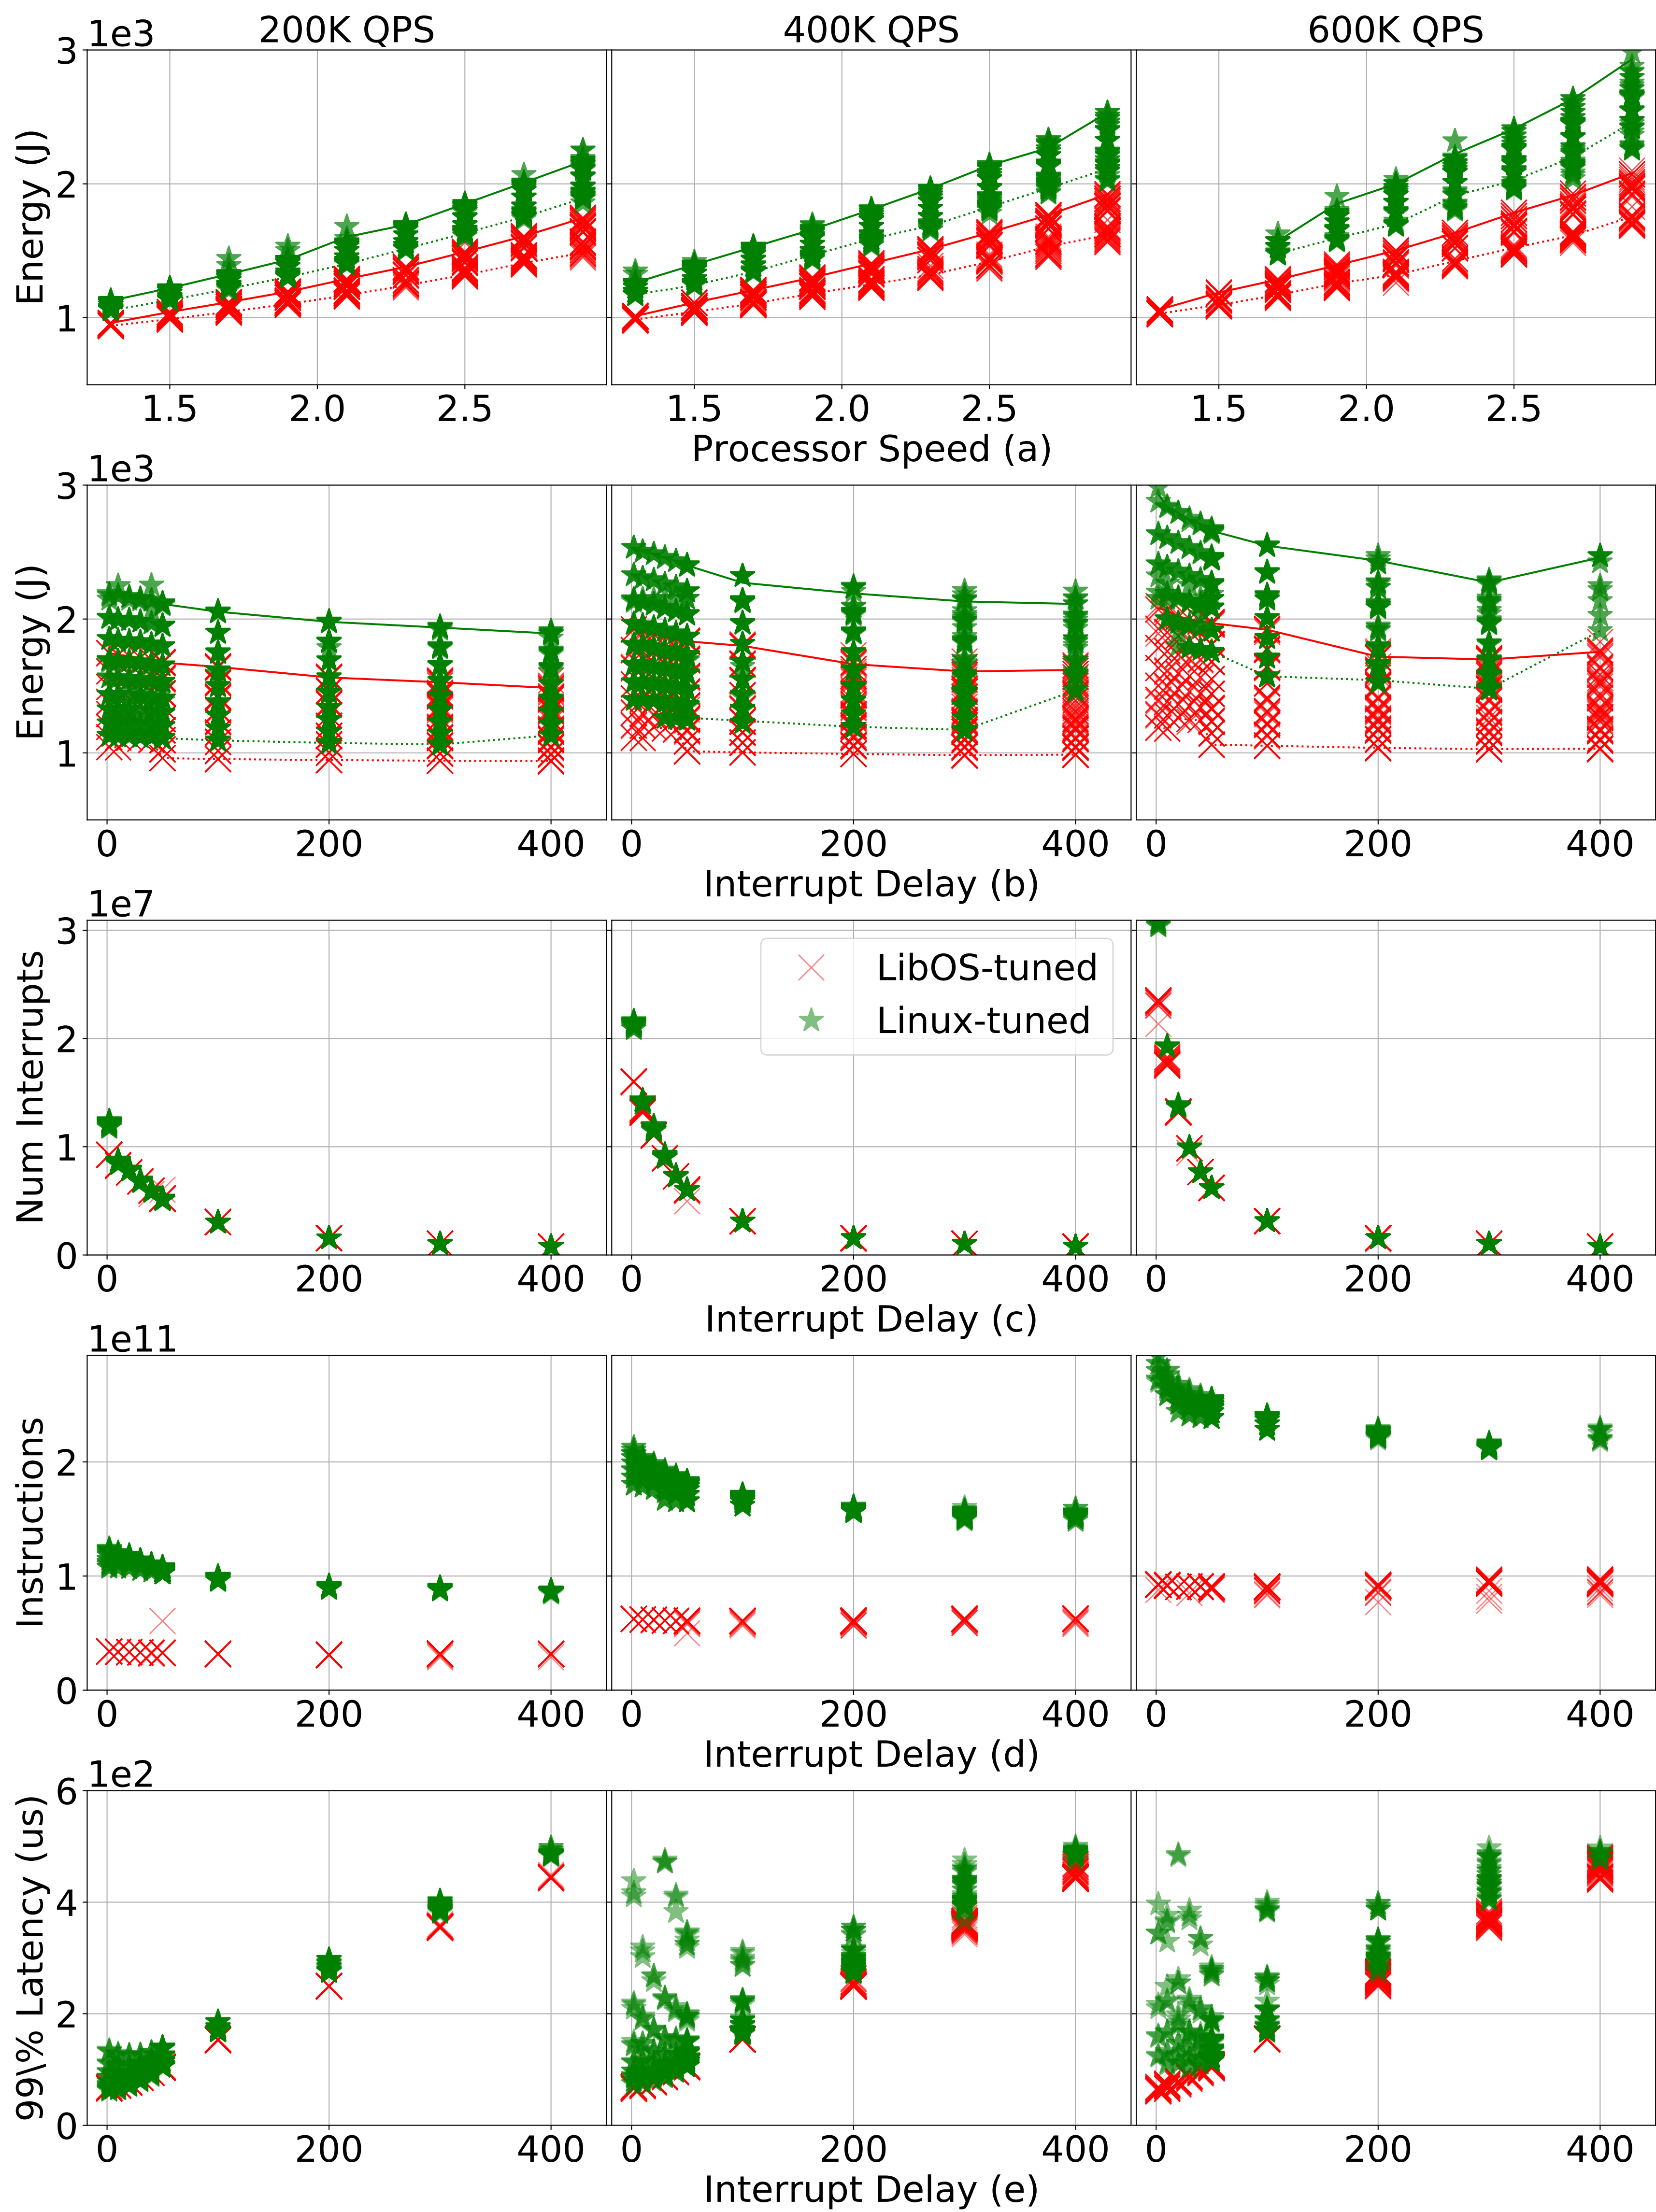 200K QPS 400K QPS 600K QPS
1e3
3
2
1
Energy (J)
1.5 2.0 2.5 1.5 2.0 2.5 1.5 2.0 2.5
Processor Speed (a)
1e3
3
2
1
Energy (J)
0 200 400 0 200 400 0 200 400
Interrupt Delay (b)
1e7
3
2
1
0
Num Interrupts
LibOS-tuned
Linux-tuned
0 200 400 0 200 400 0 200 400
Interrupt Delay (c)
1e11
2
1
0
Instructions
0 200 400 0 200 400 0 200 400
Interrupt Delay (d)
1e2
6
4
2
0
99\% Latency (us)
0 200 400 0 200 400 0 200 400
Interrupt Delay (e)